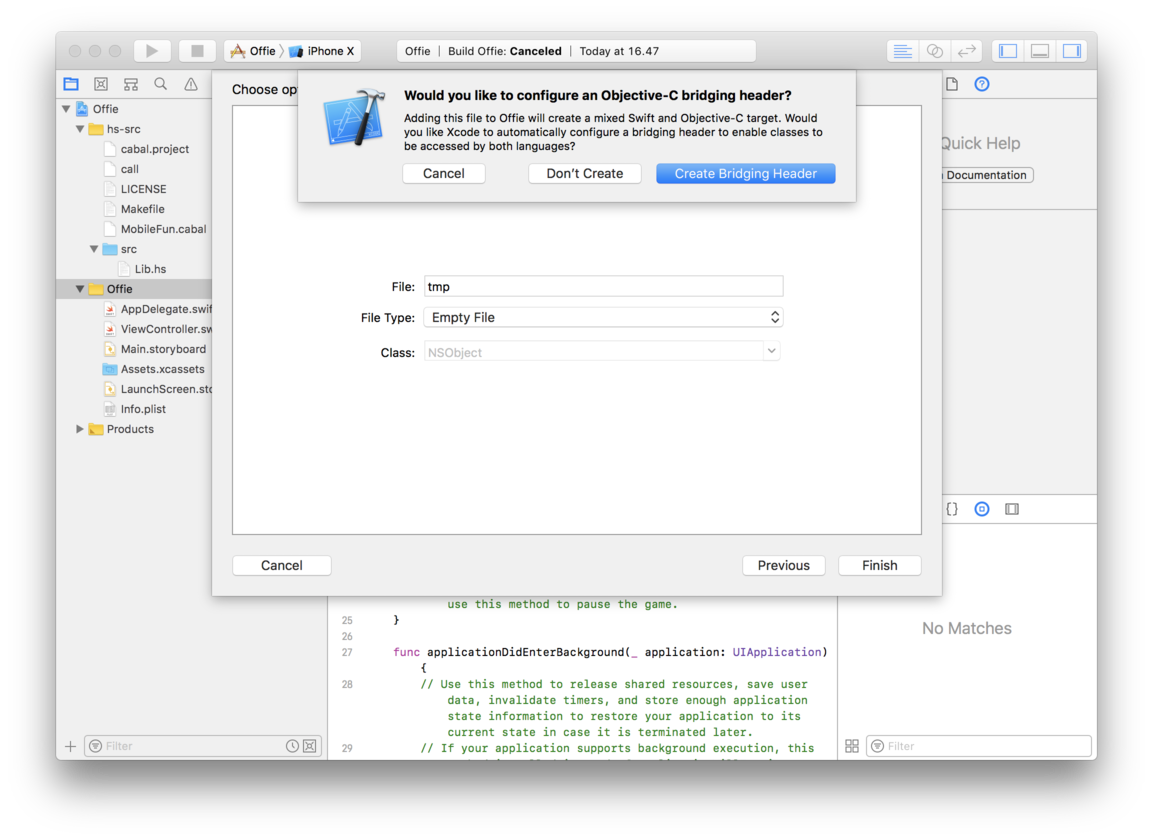 Offie
iPhone X
Offie | Build Offie: Canceled | Today at 16.47
Offie
hs-src
cabal.project
call
LICENSE
Makefile
MobileFun.cabal
src
Lib.hs
Offie
AppDelegate.swif
ViewController.sw
Main.storyboard
Assets.xcassets
LaunchScreen.sto
Info.plist
Products
Filter
Choose op
Would you like to configure an Objective-C bridging header?
Adding this file to Offie will create a mixed Swift and Objective-C target. Would
you like Xcode to automatically configure a bridging header to enable classes to
be accessed by both languages?
Cancel
Don't Create
Create Bridging Header
File:
tmp
File Type:
Empty File
Class:
NSObject
Cancel
Previous
Finish
use this method to pause the game.
25 }
26
27 func applicationDidEnterBackground(_ application: UIApplication)
{
28 // Use this method to release shared resources, save user
data, invalidate timers, and store enough application
state information to restore your application to its
current state in case it is terminated later.
29 // If your application supports background execution, this
Quick Help
Documentation
{}
No Matches
Filter